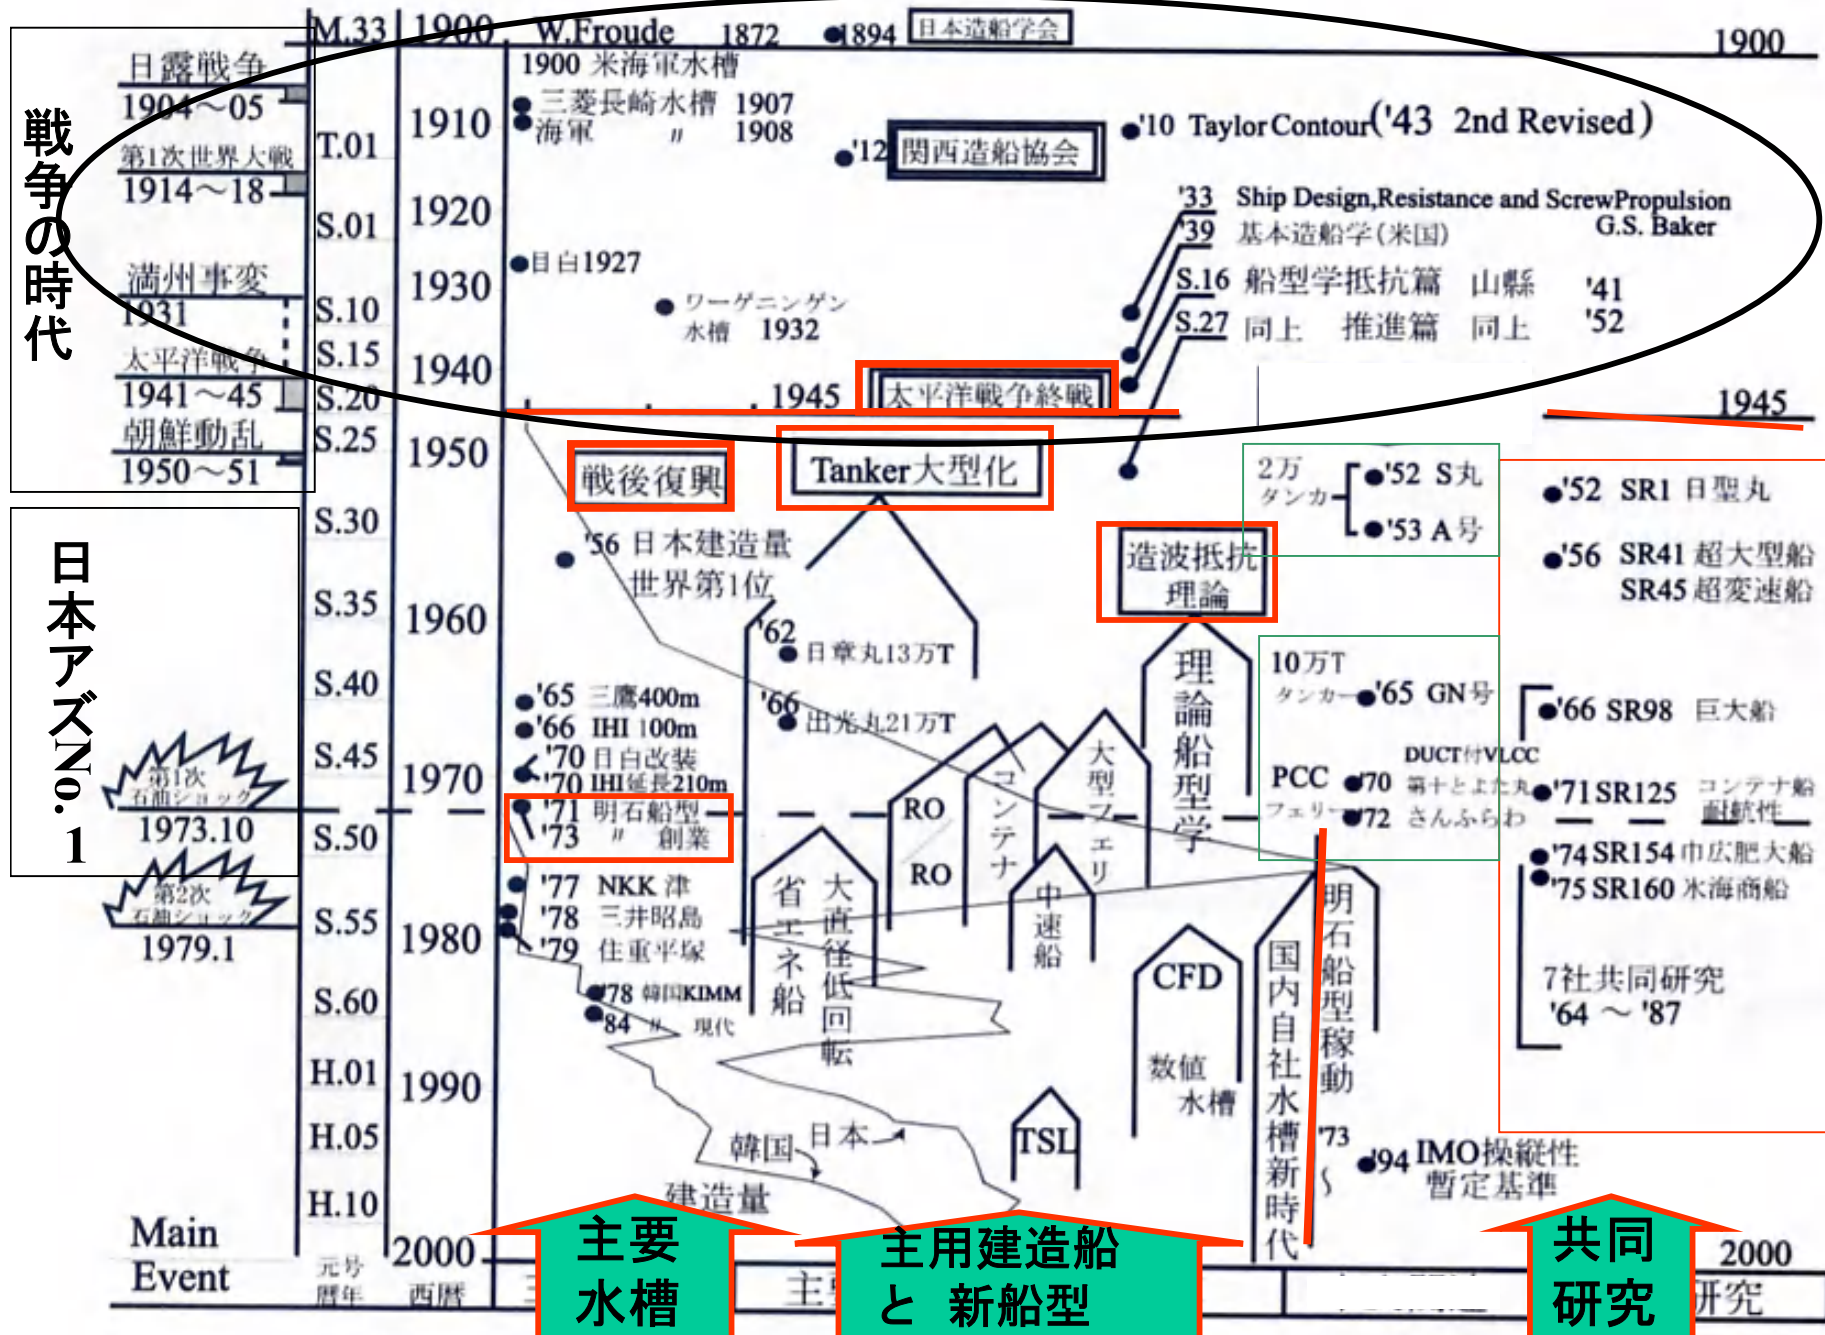 戦争の時代
日本アズNo. 1
日露戦争
1904～05
第1次世界大戦
1914～18
満州事変
1931
太平洋戦争
1941～45
朝鮮動乱
1950～51
第1次
石油ショック
1973.10
第2次
石油ショック
1979.1
Main
Event
M.33
T.01
S.01
S.10
S.15
S.20
S.25
S.30
S.35
S.40
S.45
S.50
S.55
S.60
H.01
H.05
H.10
元号
暦年
1900
1910
1920
1930
1940
1950
1960
1970
1980
1990
2000
西暦
W.Froude 1872
1894 日本造船学会
1900
1900 米海軍水槽
三菱長崎水槽 1907
海軍 〃 1908
'12 関西造船協会
'10 Taylor Contour('43 2nd Revised)
'33 Ship Design,Resistance and ScrewPropulsion
G.S. Baker
'39 基本造船学(米国)
S.16 船型学抵抗篇 山縣 '41
S.27 同上 推進篇 同上 '52
目白1927
ワーゲニンゲン
水槽 1932
1945 太平洋戦争終戦
1945
戦後復興
Tanker大型化
'56 日本建造量
世界第1位
造波抵抗
理論
2万
タンカー
'52 S丸
'53 A号
'52 SR1 日聖丸
'56 SR41 超大型船
SR45 超変速船
'62
日章丸13万T
'66
出光丸21万T
'65 三鷹400m
'66 IHI 100m
'70 目白改装
'70 IHI延長210m
'71 明石船型
'73 〃 創業
'77 NKK 津
'78 三井昭島
'79 住重平塚
'78 韓国KIMM
'84 〃 現代
RO
RO
コンテナ
大型フェリ
理論船型学
10万T
タンカー
'65 GN号
DUCT付VLCC
PCC
'70 第十とよた丸
フェリー
'72 さんふらわ
'66 SR98 巨大船
'71 SR125 コンテナ船
耐航性
'74 SR154 巾広肥大船
'75 SR160 氷海商船
7社共同研究
'64 ～ '87
省エネ船
大直径低回転
中速船
CFD
数値
水槽
TSL
国内自社水槽新時代
明石船型稼動
'73
～
'94 IMO操縦性
暫定基準
韓国
日本
建造量
主要
水槽
主用建造船
と 新船型
共同
研究
2000
研究